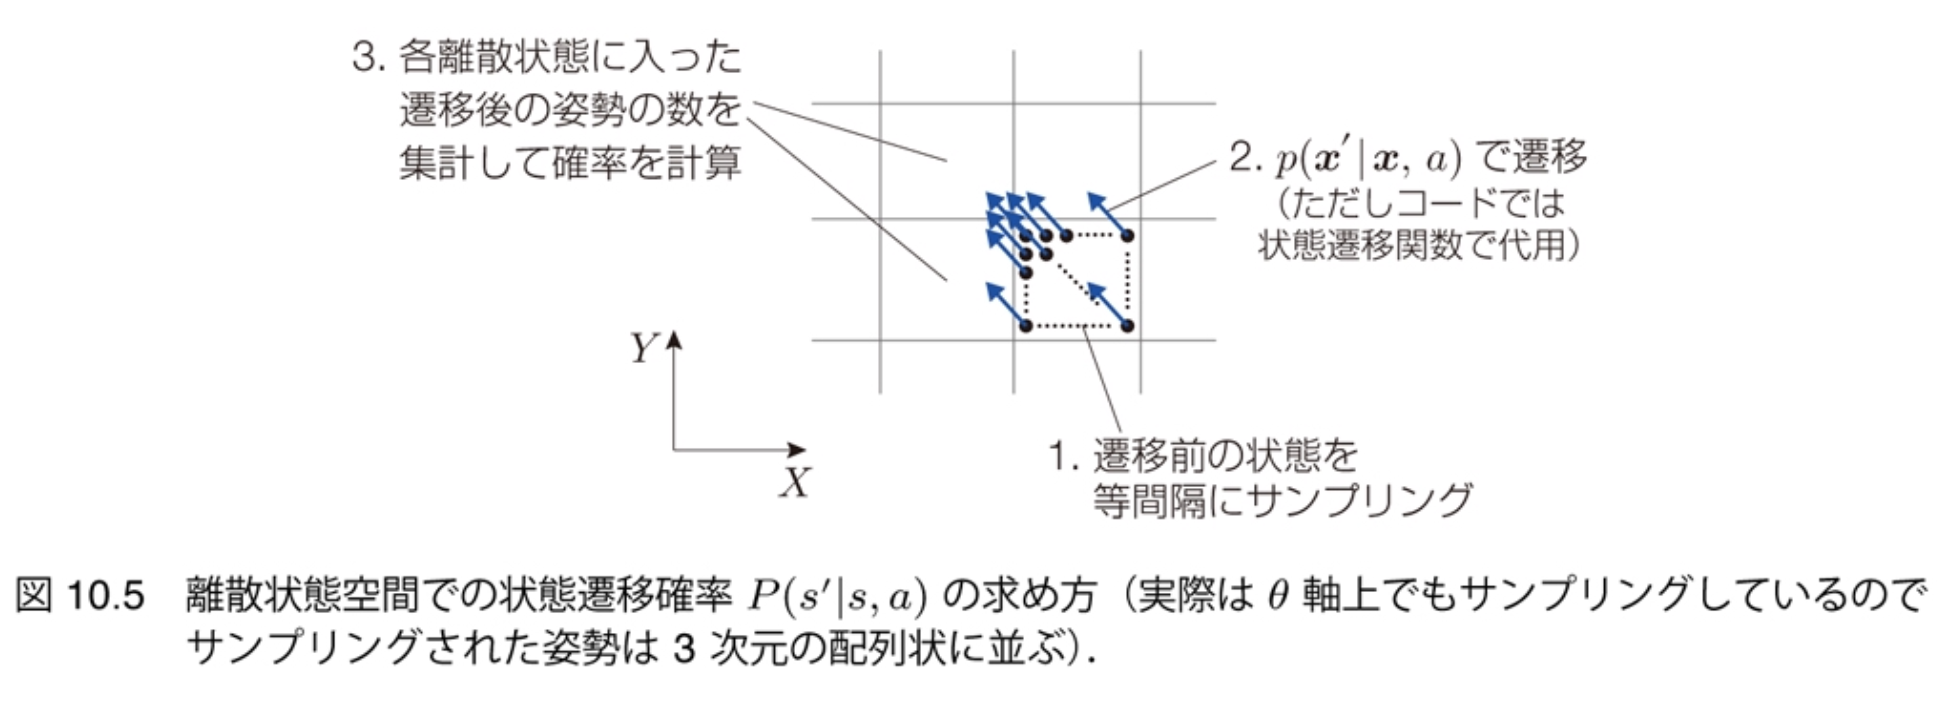 3. 各離散状態に入った
遷移後の姿勢の数を
集計して確率を計算
2. p(x′|x, a) で遷移
（ただしコードでは
状態遷移関数で代用）
Y
X
1. 遷移前の状態を
等間隔にサンプリング
図 10.5　離散状態空間での状態遷移確率 P(s′|s, a) の求め方（実際は θ 軸上でもサンプリングしているので
サンプリングされた姿勢は 3 次元の配列状に並ぶ）．